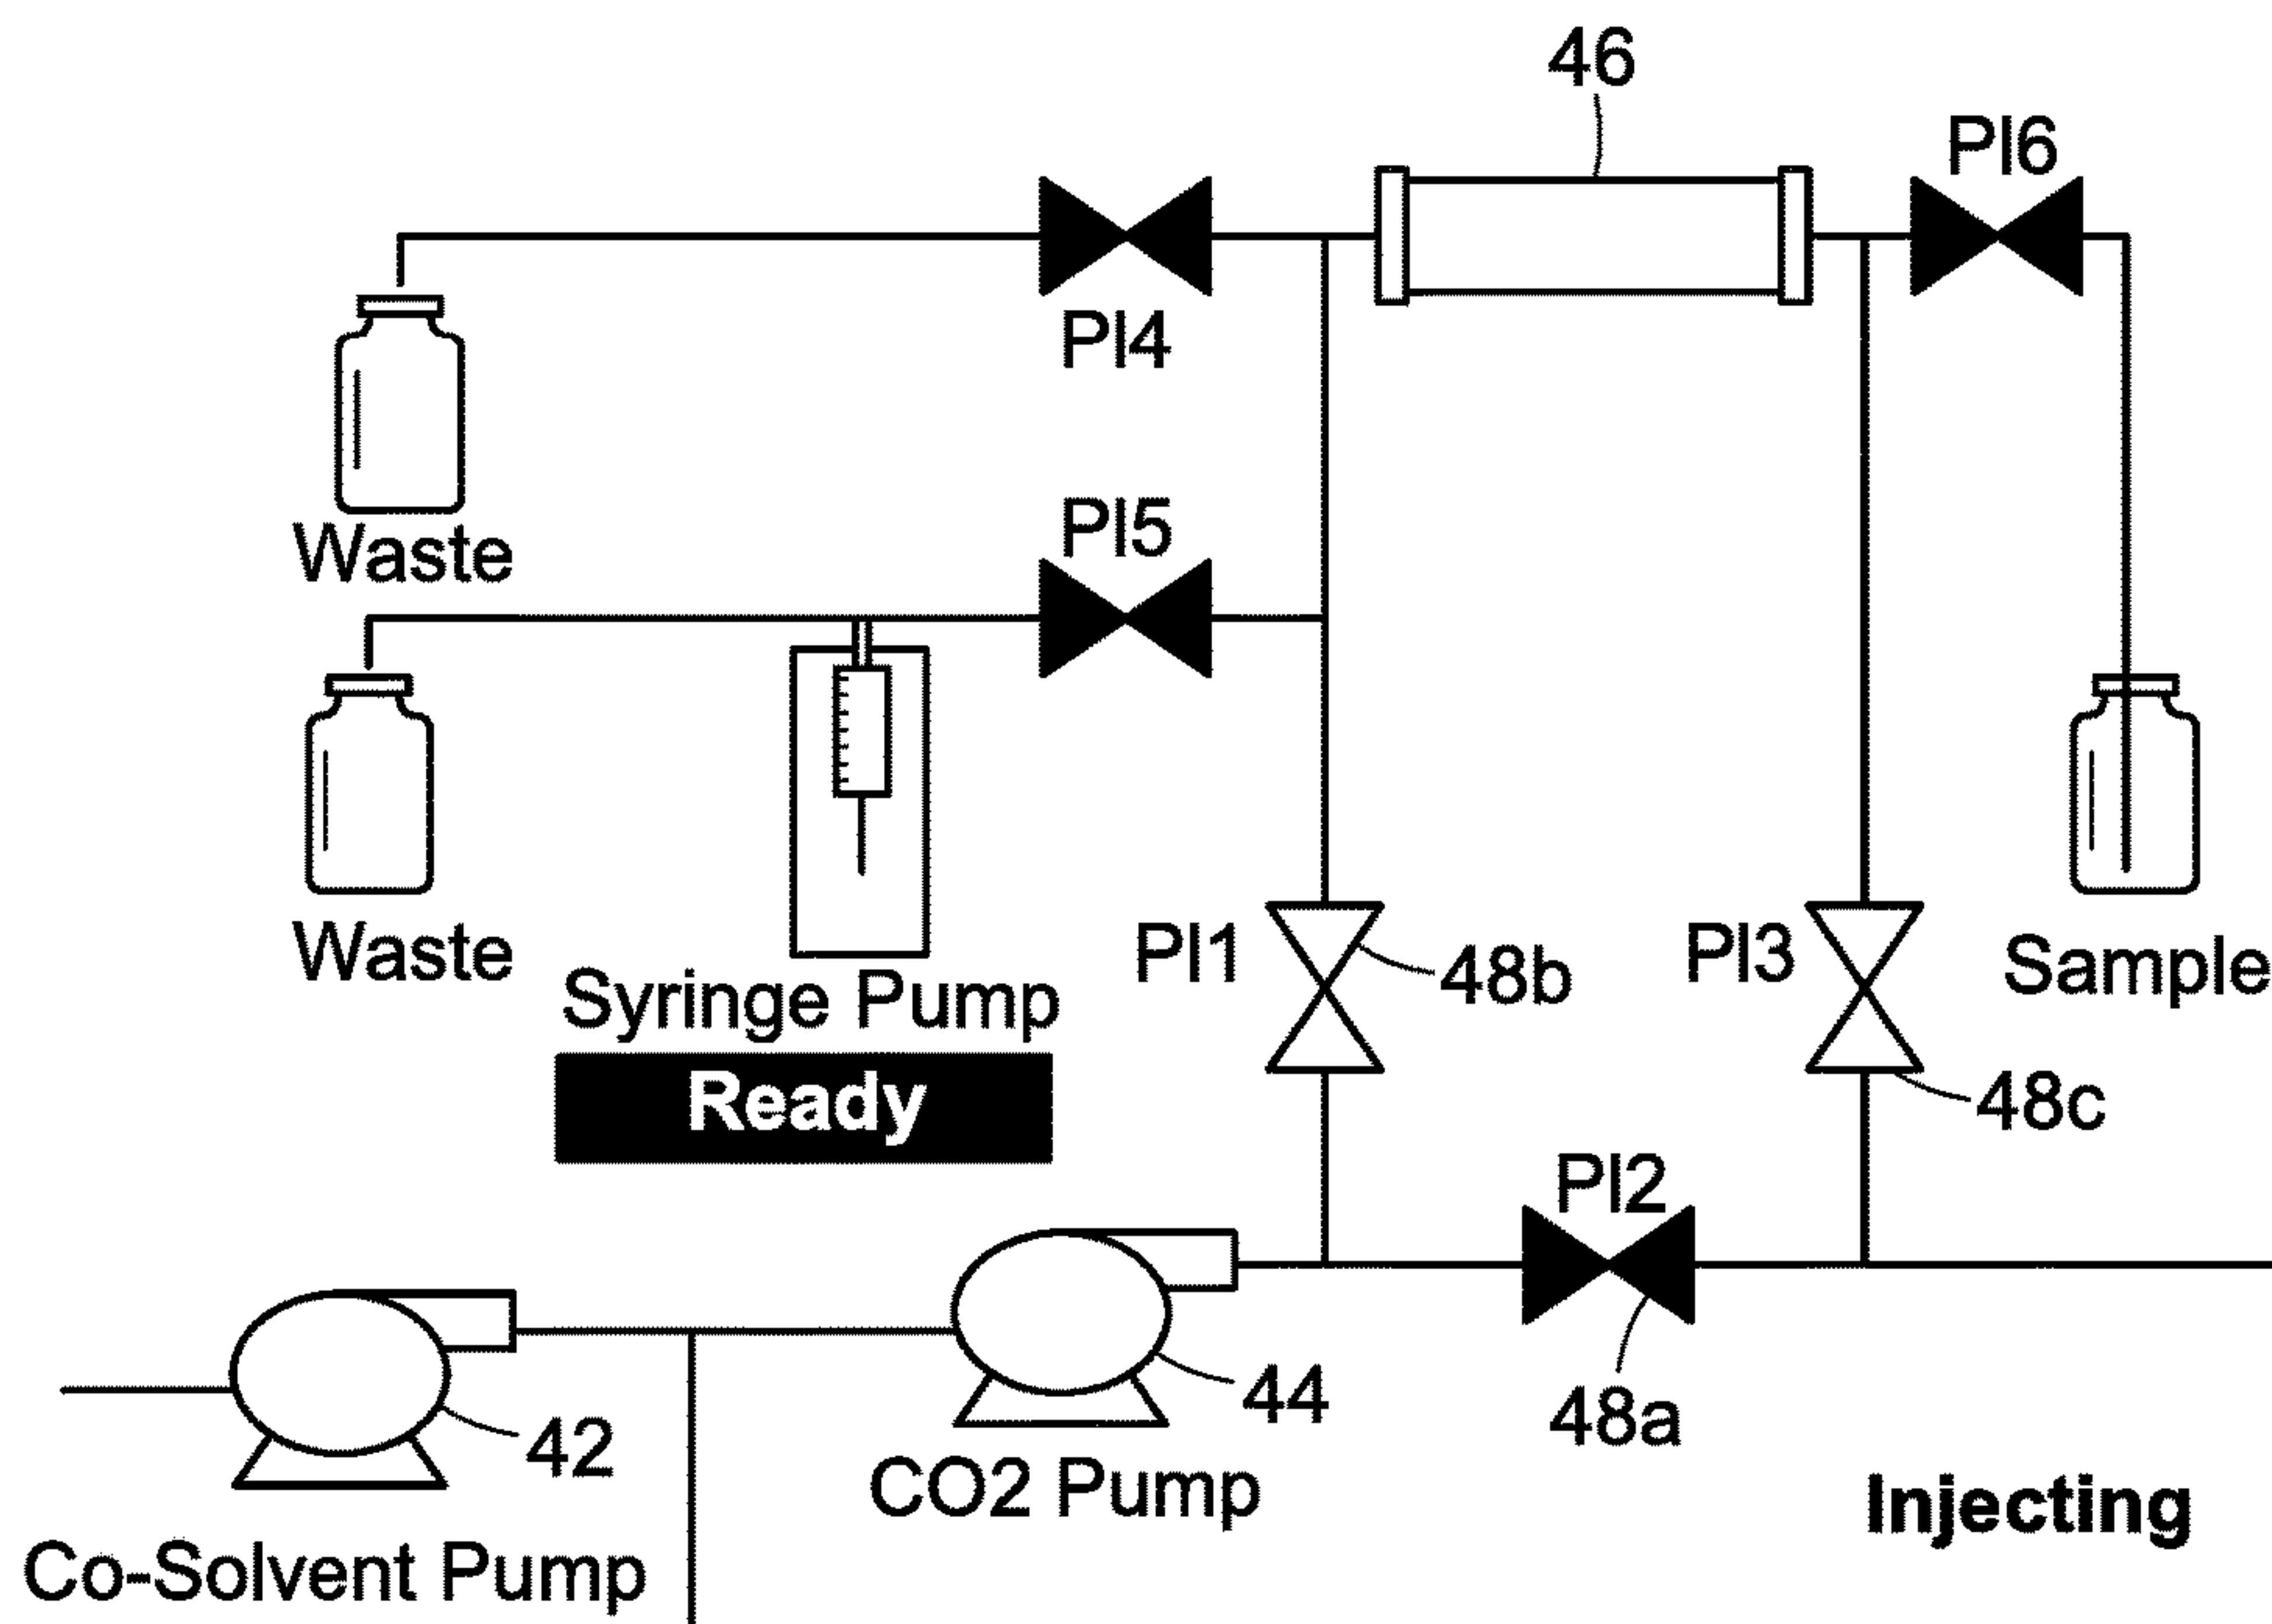 46
PI6
PI4
PI5
Waste
Waste
Syringe Pump
Ready
PI1
48b
PI3
Sample
48c
PI2
44
48a
42
CO2 Pump
Injecting
Co-Solvent Pump